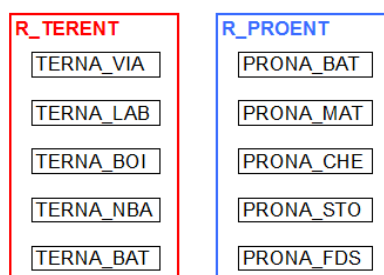 R_TERENT
TERNA_VIA
TERNA_LAB
TERNA_BOI
TERNA_NBA
TERNA_BAT
R_PROENT
PRONA_BAT
PRONA_MAT
PRONA_CHE
PRONA_STO
PRONA_FDS